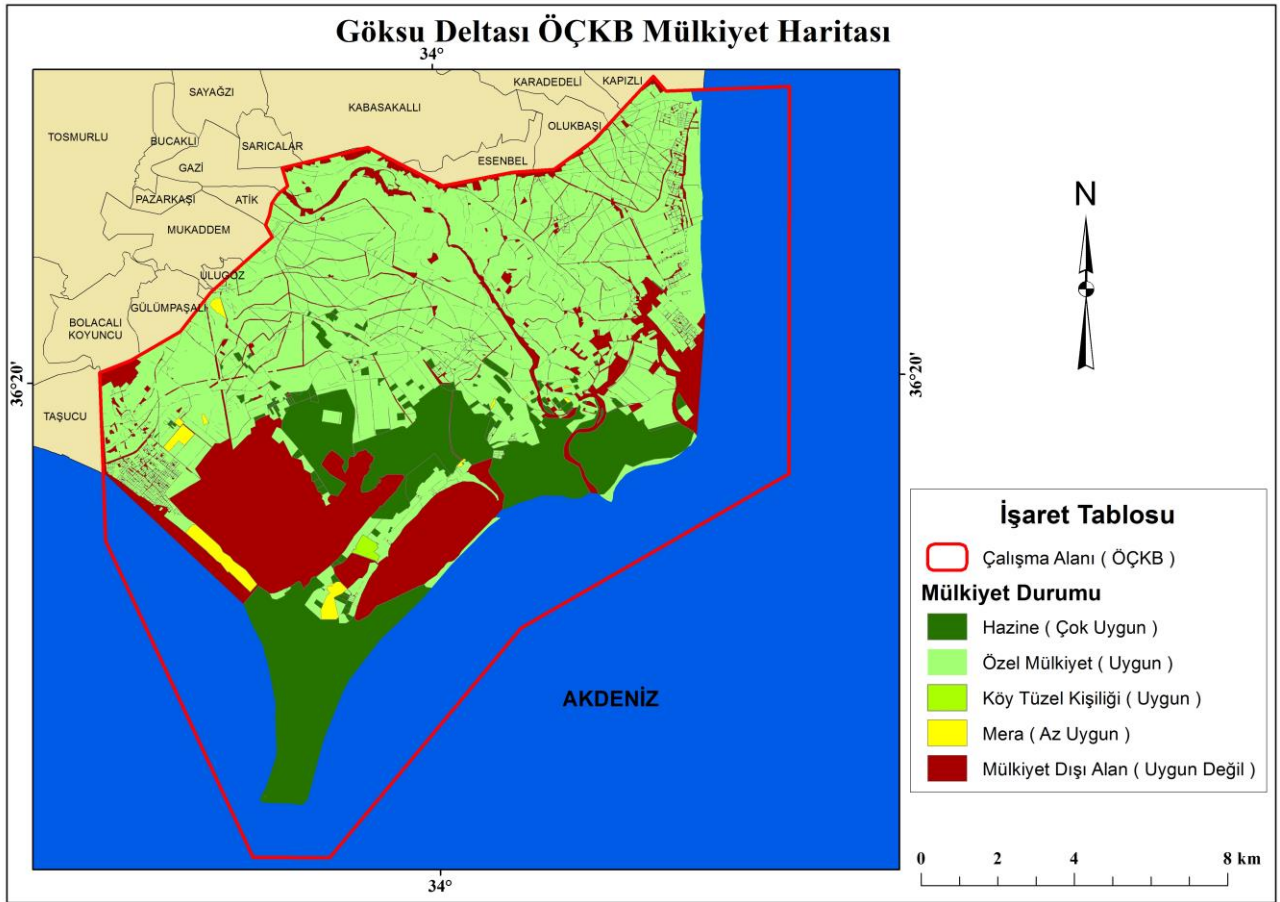 Göksu Deltası ÖÇKB Mülkiyet Haritası
34°
KARADEDELİ
KAPIZLI
SAYAĞZI
KABASAKALLI
TOSMURLU
OLUKBAŞI
BUCAKLI
SARICALAR
GAZİ
ESENBEL
PAZARKAŞI
ATİK
MUKADDEM
N
ULUGÖZ
GÜLÜMPAŞALI
BOLACALI
KOYUNCU
36°20'
36°20'
TAŞUCU
AKDENİZ
34°
İşaret Tablosu
Çalışma Alanı ( ÖÇKB )
Mülkiyet Durumu
Hazine ( Çok Uygun )
Özel Mülkiyet ( Uygun )
Köy Tüzel Kişiliği ( Uygun )
Mera ( Az Uygun )
Mülkiyet Dışı Alan ( Uygun Değil )
0 2 4 8 km